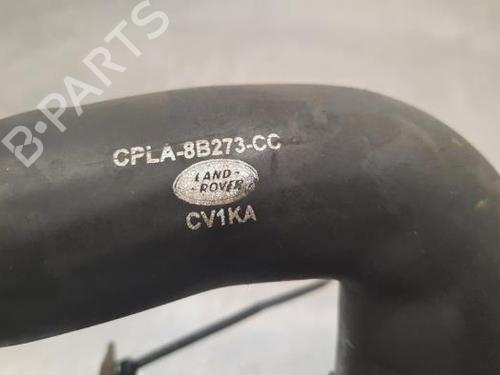 CPLA-8B273-CC
LAND-
-ROVER
CV1KA
B-PARTS